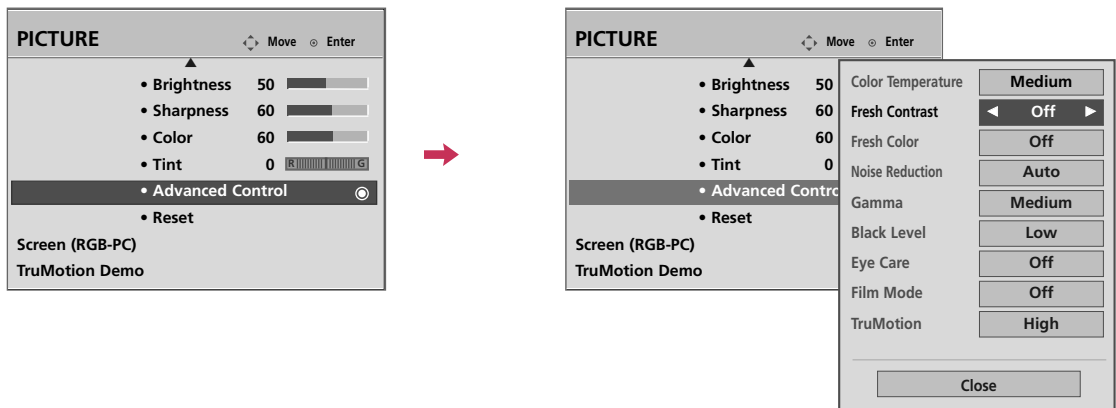 PICTURE Move Enter
• Brightness 50
• Sharpness 60
• Color 60
• Tint 0 R G
• Advanced Control
• Reset
Screen (RGB-PC)
TruMotion Demo
PICTURE Move Enter
• Brightness 50
• Sharpness 60
• Color 60
• Tint 0
• Advanced Contro
• Reset
Screen (RGB-PC)
TruMotion Demo
Color Temperature Medium
Fresh Contrast ◀ Off ▶
Fresh Color Off
Noise Reduction Auto
Gamma Medium
Black Level Low
Eye Care Off
Film Mode Off
TruMotion High
Close